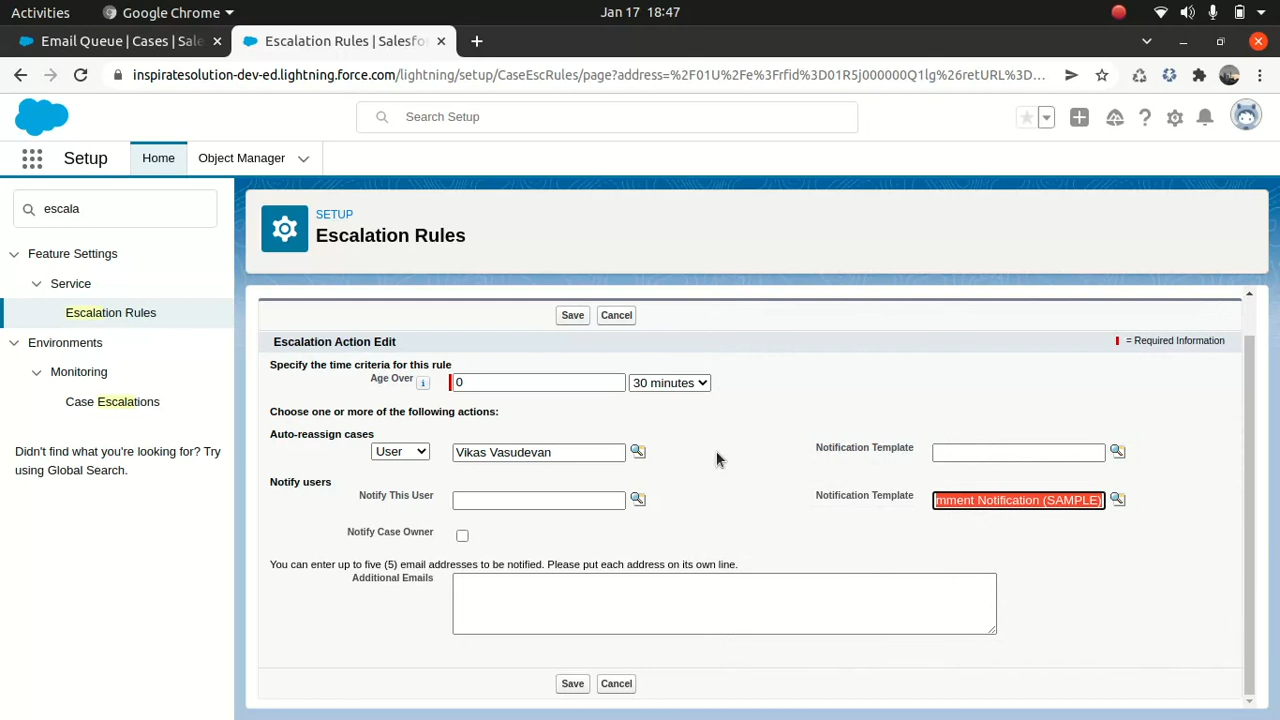 Activities
Google Chrome
Jan 17 18:47
Email Queue | Cases | Sale
Escalation Rules | Salesfo
inspiratesolution-dev-ed.lightning.force.com/lightning/setup/CaseEscRules/page?address=%2F01U%2Fe%3Frfid%3D01R5j000000Q1lg%26retURL%3D...
Search Setup
Setup
Home
Object Manager
escala
Feature Settings
Service
Escalation Rules
Environments
Monitoring
Case Escalations
Didn't find what you're looking for? Try
using Global Search.
SETUP
Escalation Rules
Save
Cancel
Escalation Action Edit
= Required Information
Specify the time criteria for this rule
Age Over
i
0
30 minutes
Choose one or more of the following actions:
Auto-reassign cases
User
Vikas Vasudevan
Notification Template
Notify users
Notify This User
Notification Template
mment Notification (SAMPLE)
Notify Case Owner
You can enter up to five (5) email addresses to be notified. Please put each address on its own line.
Additional Emails
Save
Cancel